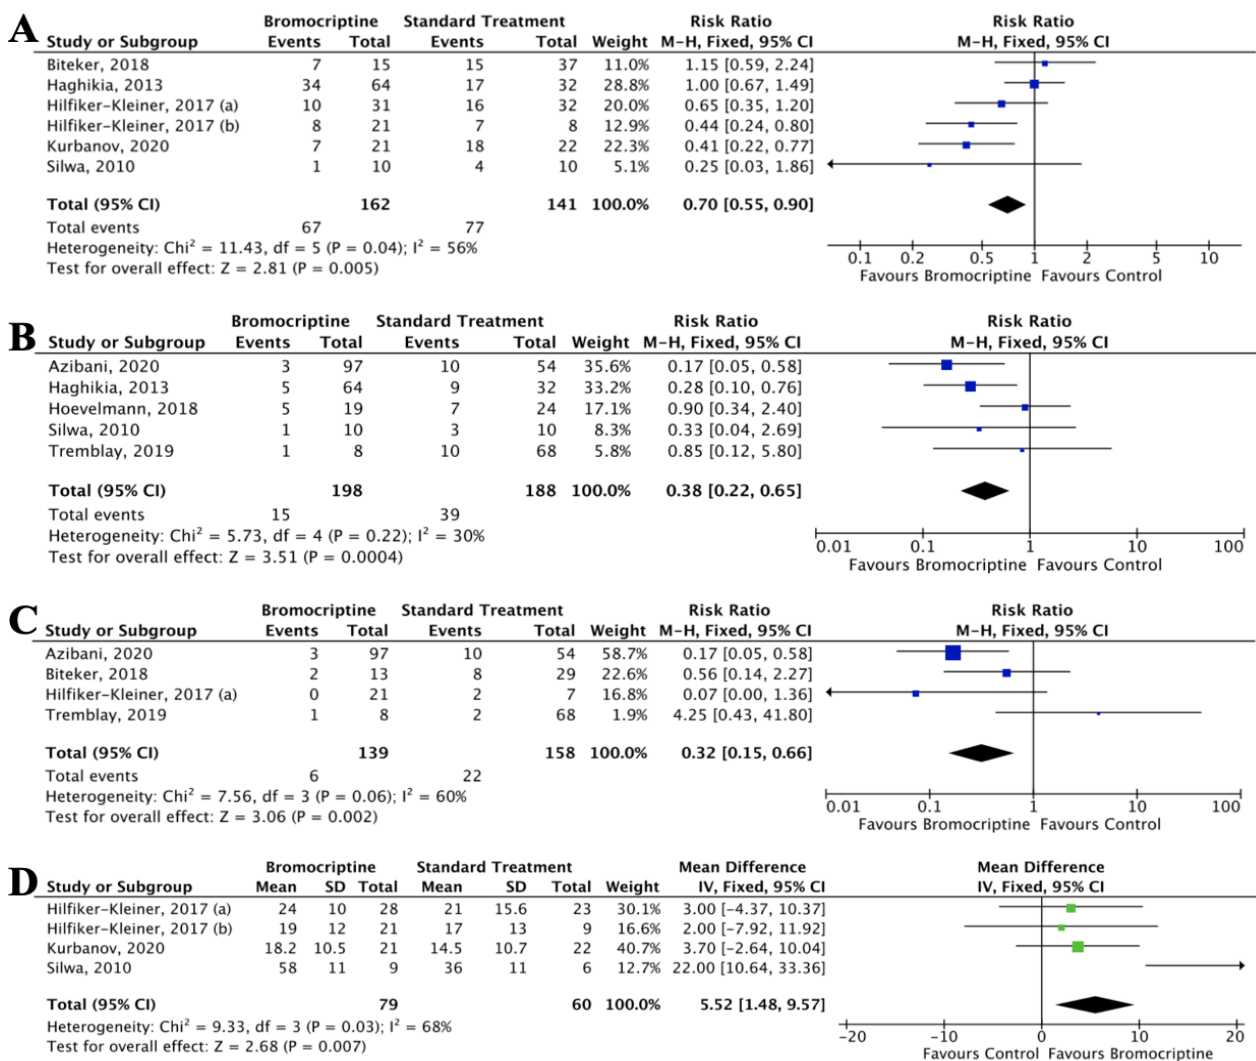 A
Bromocriptine Standard Treatment Risk Ratio Risk Ratio
Study or Subgroup Events Total Events Total Weight M-H, Fixed, 95% CI M-H, Fixed, 95% CI
Biteker, 2018 7 15 15 37 11.0% 1.15 [0.59, 2.24]
Haghikia, 2013 34 64 17 32 28.8% 1.00 [0.67, 1.49]
Hilfiker-Kleiner, 2017 (a) 10 31 16 32 20.0% 0.65 [0.35, 1.20]
Hilfiker-Kleiner, 2017 (b) 8 21 7 8 12.9% 0.44 [0.24, 0.80]
Kurbanov, 2020 7 21 18 22 22.3% 0.41 [0.22, 0.77]
Silwa, 2010 1 10 4 10 5.1% 0.25 [0.03, 1.86]
Total (95% CI) 162 141 100.0% 0.70 [0.55, 0.90]
Total events 67 77
Heterogeneity: Chi² = 11.43, df = 5 (P = 0.04); I² = 56%
Test for overall effect: Z = 2.81 (P = 0.005)
0.1 0.2 0.5 1 2 5 10
Favours Bromocriptine Favours Control
B
Bromocriptine Standard Treatment Risk Ratio Risk Ratio
Study or Subgroup Events Total Events Total Weight M-H, Fixed, 95% CI M-H, Fixed, 95% CI
Azibani, 2020 3 97 10 54 35.6% 0.17 [0.05, 0.58]
Haghikia, 2013 5 64 9 32 33.2% 0.28 [0.10, 0.76]
Hoevelmann, 2018 5 19 7 24 17.1% 0.90 [0.34, 2.40]
Silwa, 2010 1 10 3 10 8.3% 0.33 [0.04, 2.69]
Tremblay, 2019 1 8 10 68 5.8% 0.85 [0.12, 5.80]
Total (95% CI) 198 188 100.0% 0.38 [0.22, 0.65]
Total events 15 39
Heterogeneity: Chi² = 5.73, df = 4 (P = 0.22); I² = 30%
Test for overall effect: Z = 3.51 (P = 0.0004)
0.01 0.1 1 10 100
Favours Bromocriptine Favours Control
C
Bromocriptine Standard Treatment Risk Ratio Risk Ratio
Study or Subgroup Events Total Events Total Weight M-H, Fixed, 95% CI M-H, Fixed, 95% CI
Azibani, 2020 3 97 10 54 58.7% 0.17 [0.05, 0.58]
Biteker, 2018 2 13 8 29 22.6% 0.56 [0.14, 2.27]
Hilfiker-Kleiner, 2017 (a) 0 21 2 7 16.8% 0.07 [0.00, 1.36]
Tremblay, 2019 1 8 2 68 1.9% 4.25 [0.43, 41.80]
Total (95% CI) 139 158 100.0% 0.32 [0.15, 0.66]
Total events 6 22
Heterogeneity: Chi² = 7.56, df = 3 (P = 0.06); I² = 60%
Test for overall effect: Z = 3.06 (P = 0.002)
0.01 0.1 1 10 100
Favours Bromocriptine Favours Control
D
Bromocriptine Standard Treatment Mean Difference Mean Difference
Study or Subgroup Mean SD Total Mean SD Total Weight IV, Fixed, 95% CI IV, Fixed, 95% CI
Hilfiker-Kleiner, 2017 (a) 24 10 28 21 15.6 23 30.1% 3.00 [-4.37, 10.37]
Hilfiker-Kleiner, 2017 (b) 19 12 21 17 13 9 16.6% 2.00 [-7.92, 11.92]
Kurbanov, 2020 18.2 10.5 21 14.5 10.7 22 40.7% 3.70 [-2.64, 10.04]
Silwa, 2010 58 11 9 36 11 6 12.7% 22.00 [10.64, 33.36]
Total (95% CI) 79 60 100.0% 5.52 [1.48, 9.57]
Heterogeneity: Chi² = 9.33, df = 3 (P = 0.03); I² = 68%
Test for overall effect: Z = 2.68 (P = 0.007)
-20 -10 0 10 20
Favours Control Favours Bromocriptine